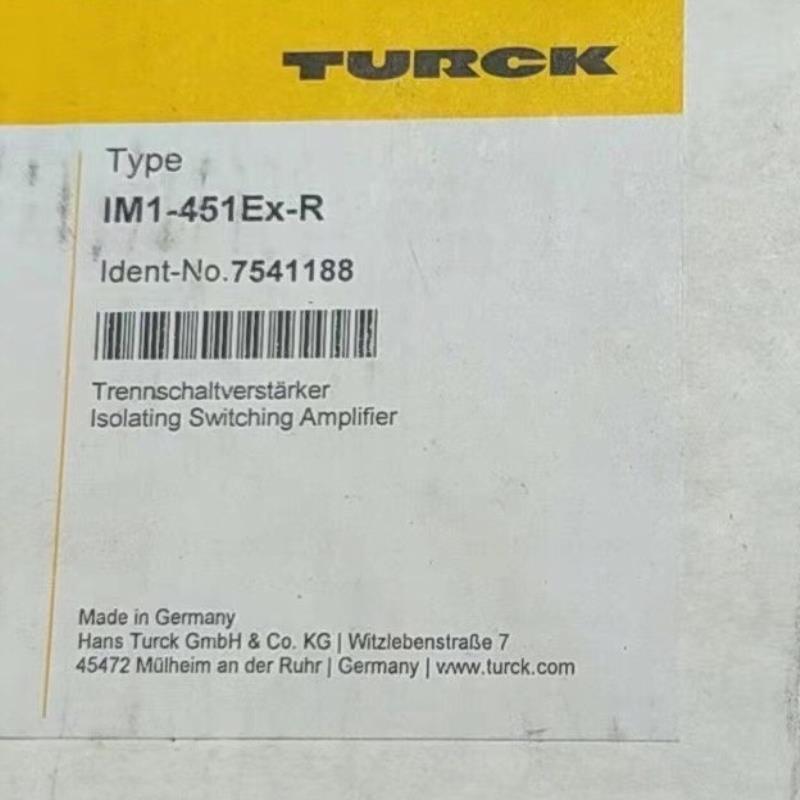 TURCK
Type
IM1-451Ex-R
Ident-No.7541188
Trennschaltverstärker
Isolating Switching Amplifier
Made in Germany
Hans Turck GmbH & Co. KG | Witzlebenstraße 7
45472 Mülheim an der Ruhr | Germany | www.turck.com